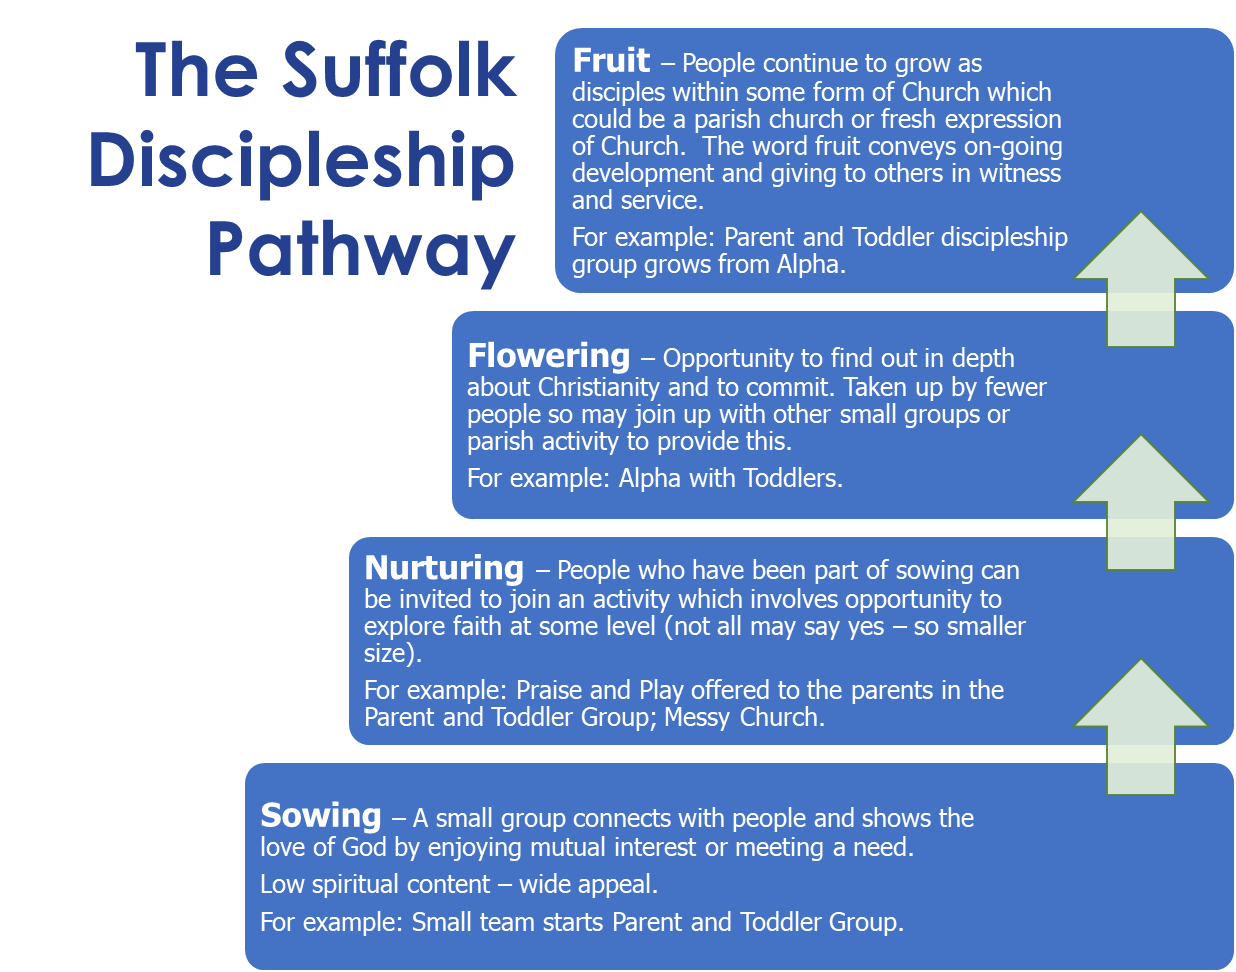 The Suffolk
Discipleship
Pathway
Fruit – People continue to grow as
disciples within some form of Church which
could be a parish church or fresh expression
of Church.  The word fruit conveys on-going
development and giving to others in witness
and service.
For example: Parent and Toddler discipleship
group grows from Alpha.
Flowering – Opportunity to find out in depth
about Christianity and to commit. Taken up by fewer
people so may join up with other small groups or
parish activity to provide this.
For example: Alpha with Toddlers.
Nurturing – People who have been part of sowing can
be invited to join an activity which involves opportunity to
explore faith at some level (not all may say yes – so smaller
size).
For example: Praise and Play offered to the parents in the
Parent and Toddler Group; Messy Church.
Sowing – A small group connects with people and shows the
love of God by enjoying mutual interest or meeting a need.
Low spiritual content – wide appeal.
For example: Small team starts Parent and Toddler Group.